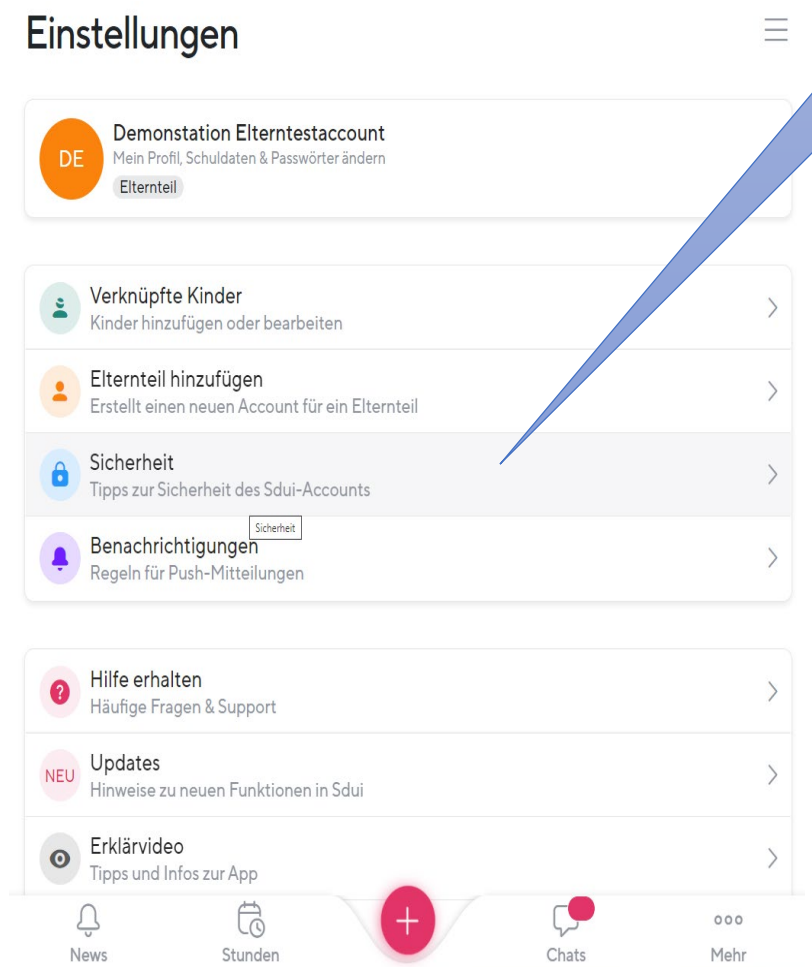 Einstellungen
DE
Demonstation Elterntestaccount
Mein Profil, Schuldaten & Passwörter ändern
Elternteil
Verknüpfte Kinder
Kinder hinzufügen oder bearbeiten
Elternteil hinzufügen
Erstellt einen neuen Account für ein Elternteil
Sicherheit
Tipps zur Sicherheit des Sdui-Accounts
Sicherheit
Benachrichtigungen
Regeln für Push-Mitteilungen
?
Hilfe erhalten
Häufige Fragen & Support
NEU
Updates
Hinweise zu neuen Funktionen in Sdui
Erklärvideo
Tipps und Infos zur App
News
Stunden
Chats
Mehr